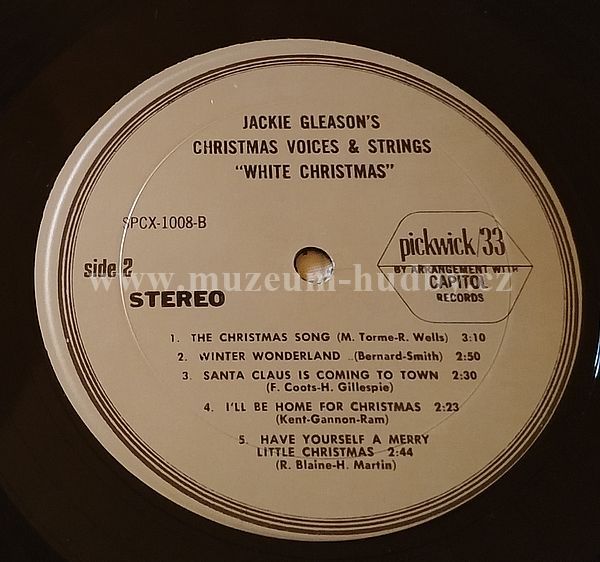 JACKIE GLEASON'S
CHRISTMAS VOICES & STRINGS
"WHITE CHRISTMAS"
SPCX-1008-B
pickwick/33
BY ARRANGEMENT WITH
CAPITOL
RECORDS
side 2
STEREO
www.muzeum-hudby.cz
1. THE CHRISTMAS SONG (M. Torme-R. Wells) 3:10
2. WINTER WONDERLAND ..(Bernard-Smith) 2:50
3. SANTA CLAUS IS COMING TO TOWN 2:30
(F. Coots-H. Gillespie)
4. I'LL BE HOME FOR CHRISTMAS 2:23
(Kent-Gannon-Ram)
5. HAVE YOURSELF A MERRY
LITTLE CHRISTMAS 2:44
(R. Blaine-H. Martin)